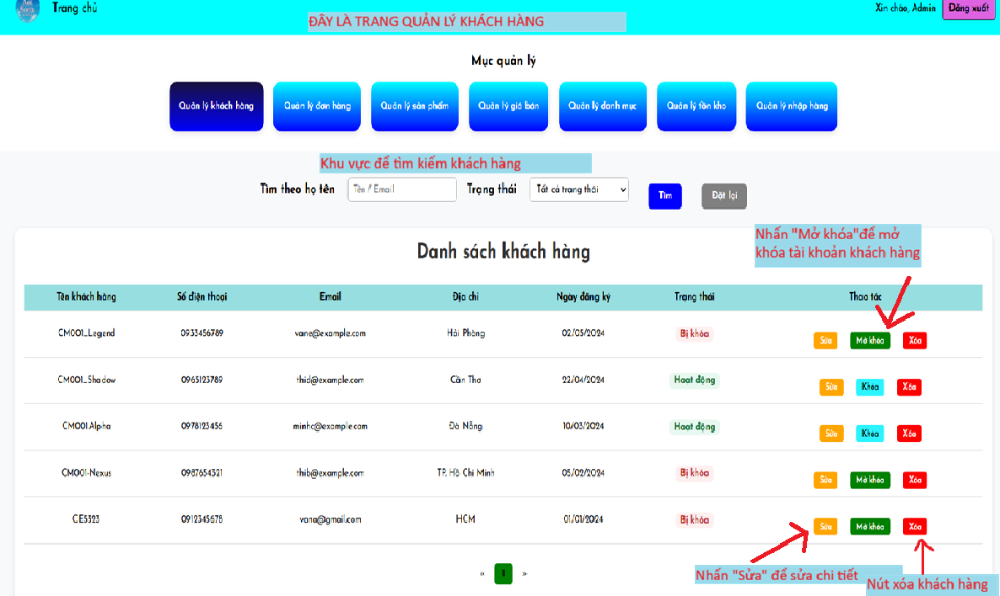 Trang chủ
ĐÂY LÀ TRANG QUẢN LÝ KHÁCH HÀNG
Xin chào, Admin Đăng xuất
Mục quản lý
Quản lý khách hàng Quản lý đơn hàng Quản lý sản phẩm Quản lý giá bán Quản lý danh mục Quản lý tồn kho Quản lý nhập hàng
Khu vực để tìm kiếm khách hàng
Tìm theo họ tên Tên / Email Trạng thái Tất cả trạng thái Tìm Đặt lại
Nhấn "Mở khóa"để mở
khóa tài khoản khách hàng
Danh sách khách hàng
Tên khách hàng Số điện thoại Email Địa chỉ Ngày đăng ký Trạng thái Thao tác
CM001_Legend 0933456789 vane@example.com Hải Phòng 02/05/2024 Bị khóa Sửa Mở khóa Xóa
CM001_Shadow 0965123789 thid@example.com Cần Thơ 22/04/2024 Hoạt động Sửa Khóa Xóa
CM001.Alpha 0978123456 minhc@example.com Đà Nẵng 10/03/2024 Hoạt động Sửa Khóa Xóa
CM001-Nexus 0987654321 thib@example.com TP. Hồ Chí Minh 05/02/2024 Bị khóa Sửa Mở khóa Xóa
CE5323 0912345678 vana@gmail.com HCM 01/01/2024 Bị khóa Sửa Mở khóa Xóa
« 1 »
Nhấn "Sửa" để sửa chi tiết
Nút xóa khách hàng